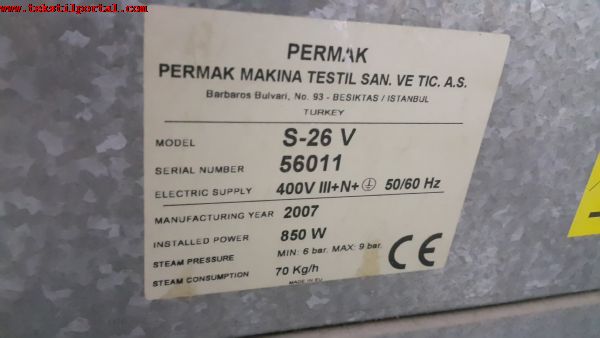 www.tekstilportal.com
PERMAK
PERMAK MAKINA TESTIL SAN. VE TIC. A.S.
Barbaros Bulvari, No. 93 - BESIKTAS / ISTANBUL
TURKEY
MODEL S-26 V
SERIAL NUMBER 56011
ELECTRIC SUPPLY 400V III+N+⏚ 50/60 Hz
MANUFACTURING YEAR 2007
INSTALLED POWER 850 W
STEAM PRESSURE MIN: 6 bar. MAX: 9 bar.
STEAM CONSUMPTION 70 Kg/h
CE
MADE IN EU